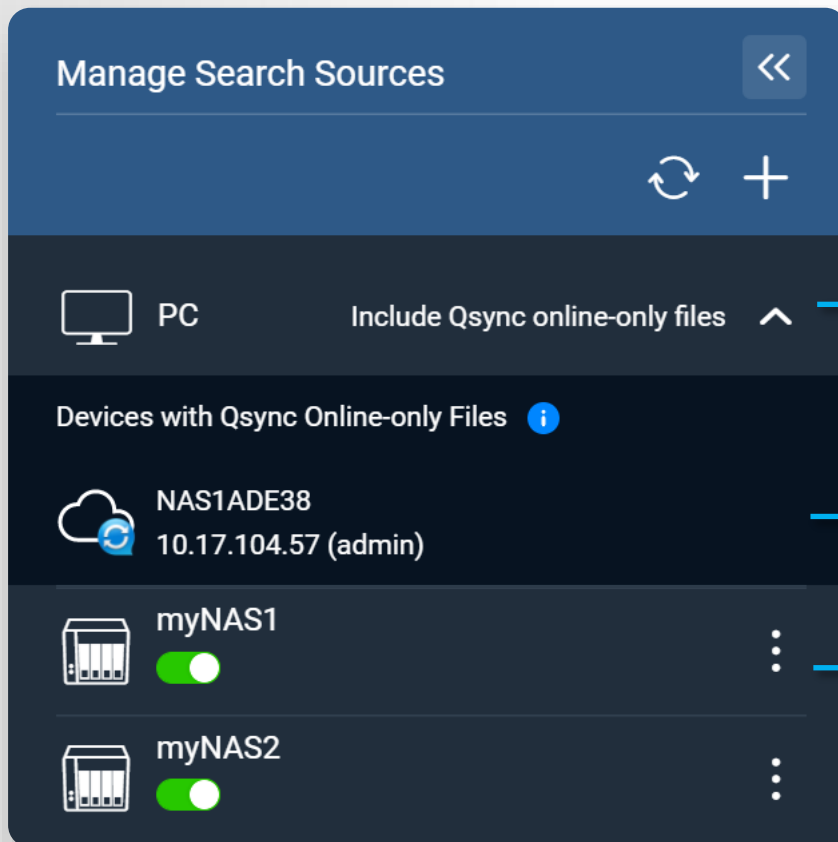 Manage Search Sources
PC
Include Qsync online-only files
Devices with Qsync Online-only Files
NAS1ADE38
10.17.104.57 (admin)
myNAS1
myNAS2